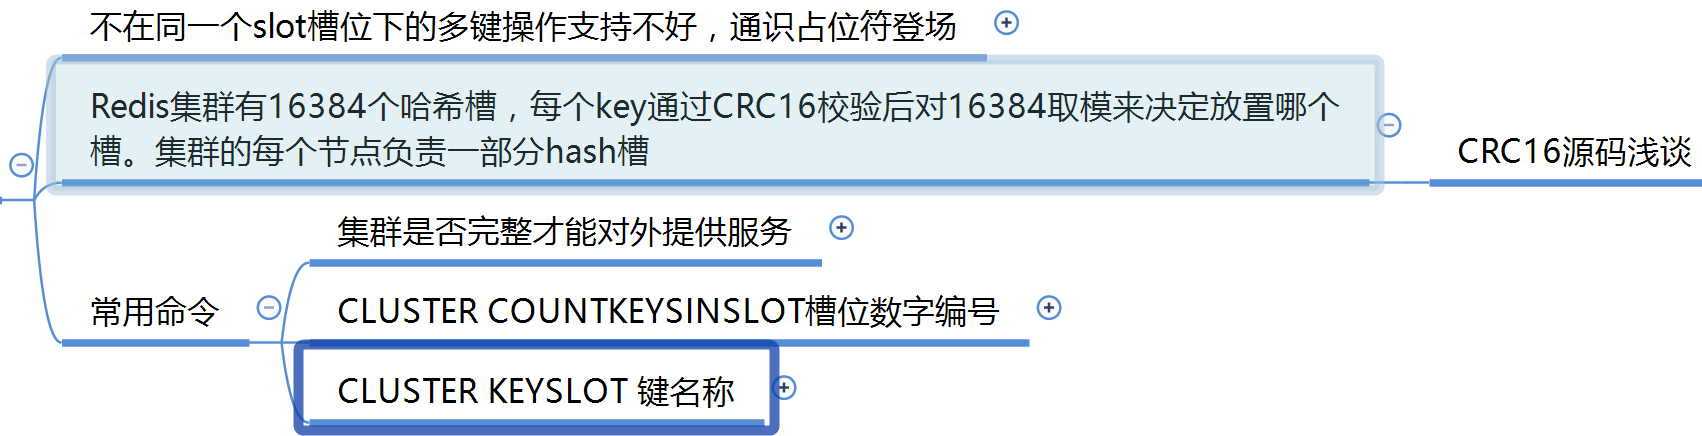 不在同一个slot槽位下的多键操作支持不好，通识占位符登场
Redis集群有16384个哈希槽，每个key通过CRC16校验后对16384取模来决定放置哪个
槽。集群的每个节点负责一部分hash槽
CRC16源码浅谈
集群是否完整才能对外提供服务
常用命令
CLUSTER COUNTKEYSINSLOT槽位数字编号
CLUSTER KEYSLOT 键名称